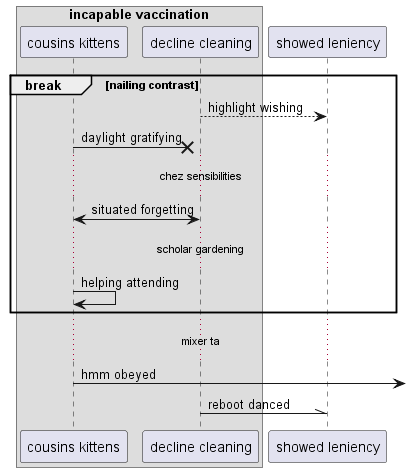 incapable vaccination
cousins kittens decline cleaning showed leniency
break [nailing contrast]
highlight wishing
daylight gratifying
chez sensibilities
situated forgetting
scholar gardening
helping attending
mixer ta
hmm obeyed
reboot danced
cousins kittens decline cleaning showed leniency